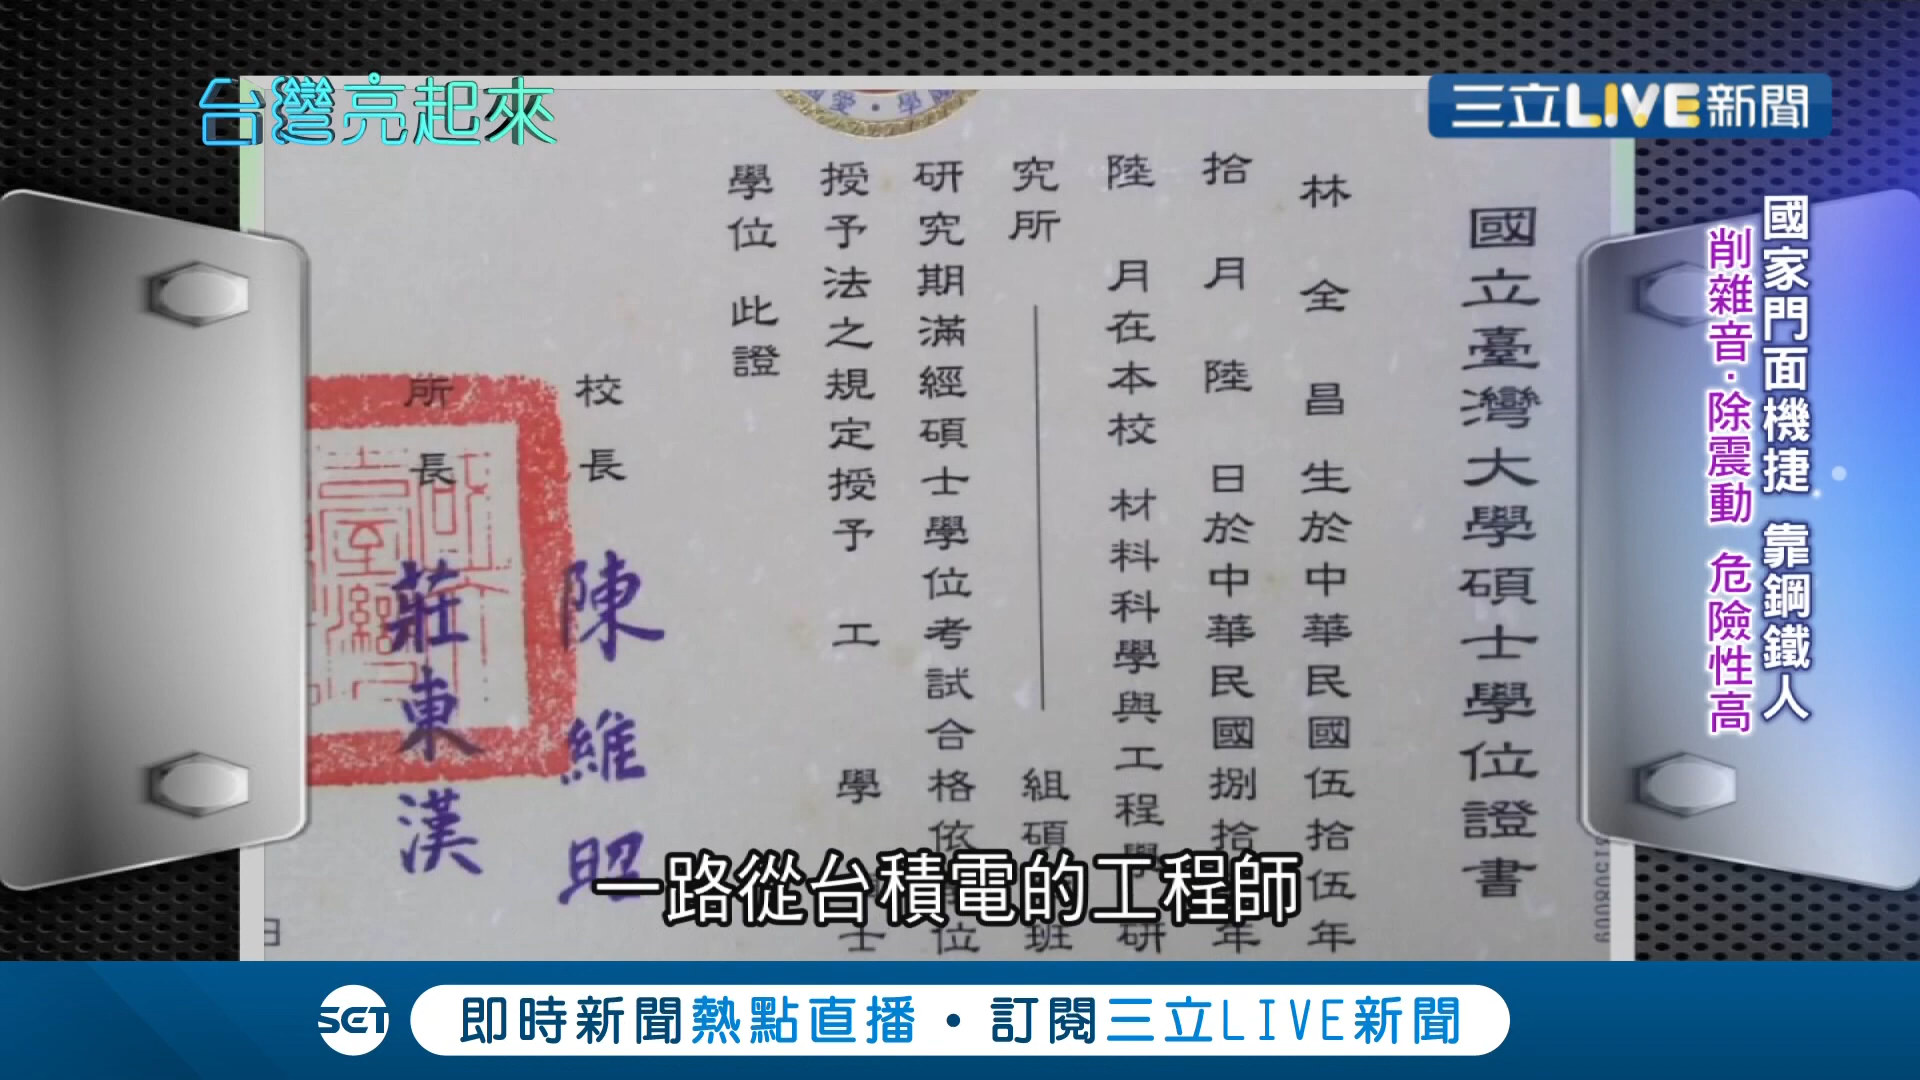 台灣亮起來
三立LIVE新聞
國家門面機捷 靠鋼鐵人
削雜音·除震動 危險性高
國立臺灣大學碩士學位證書
林全昌生於中華民國伍拾伍年
拾月陸日於中華民國捌拾年
陸月在本校材料科學與工程學研
究所 組碩 班
研究期滿經碩士學位考試合格依 位
授予法之規定授予工學 士
學位此證
校長 陳維昭
所長 莊東漢
一路從台積電的工程師
SET 即時新聞熱點直播·訂閱三立LIVE新聞